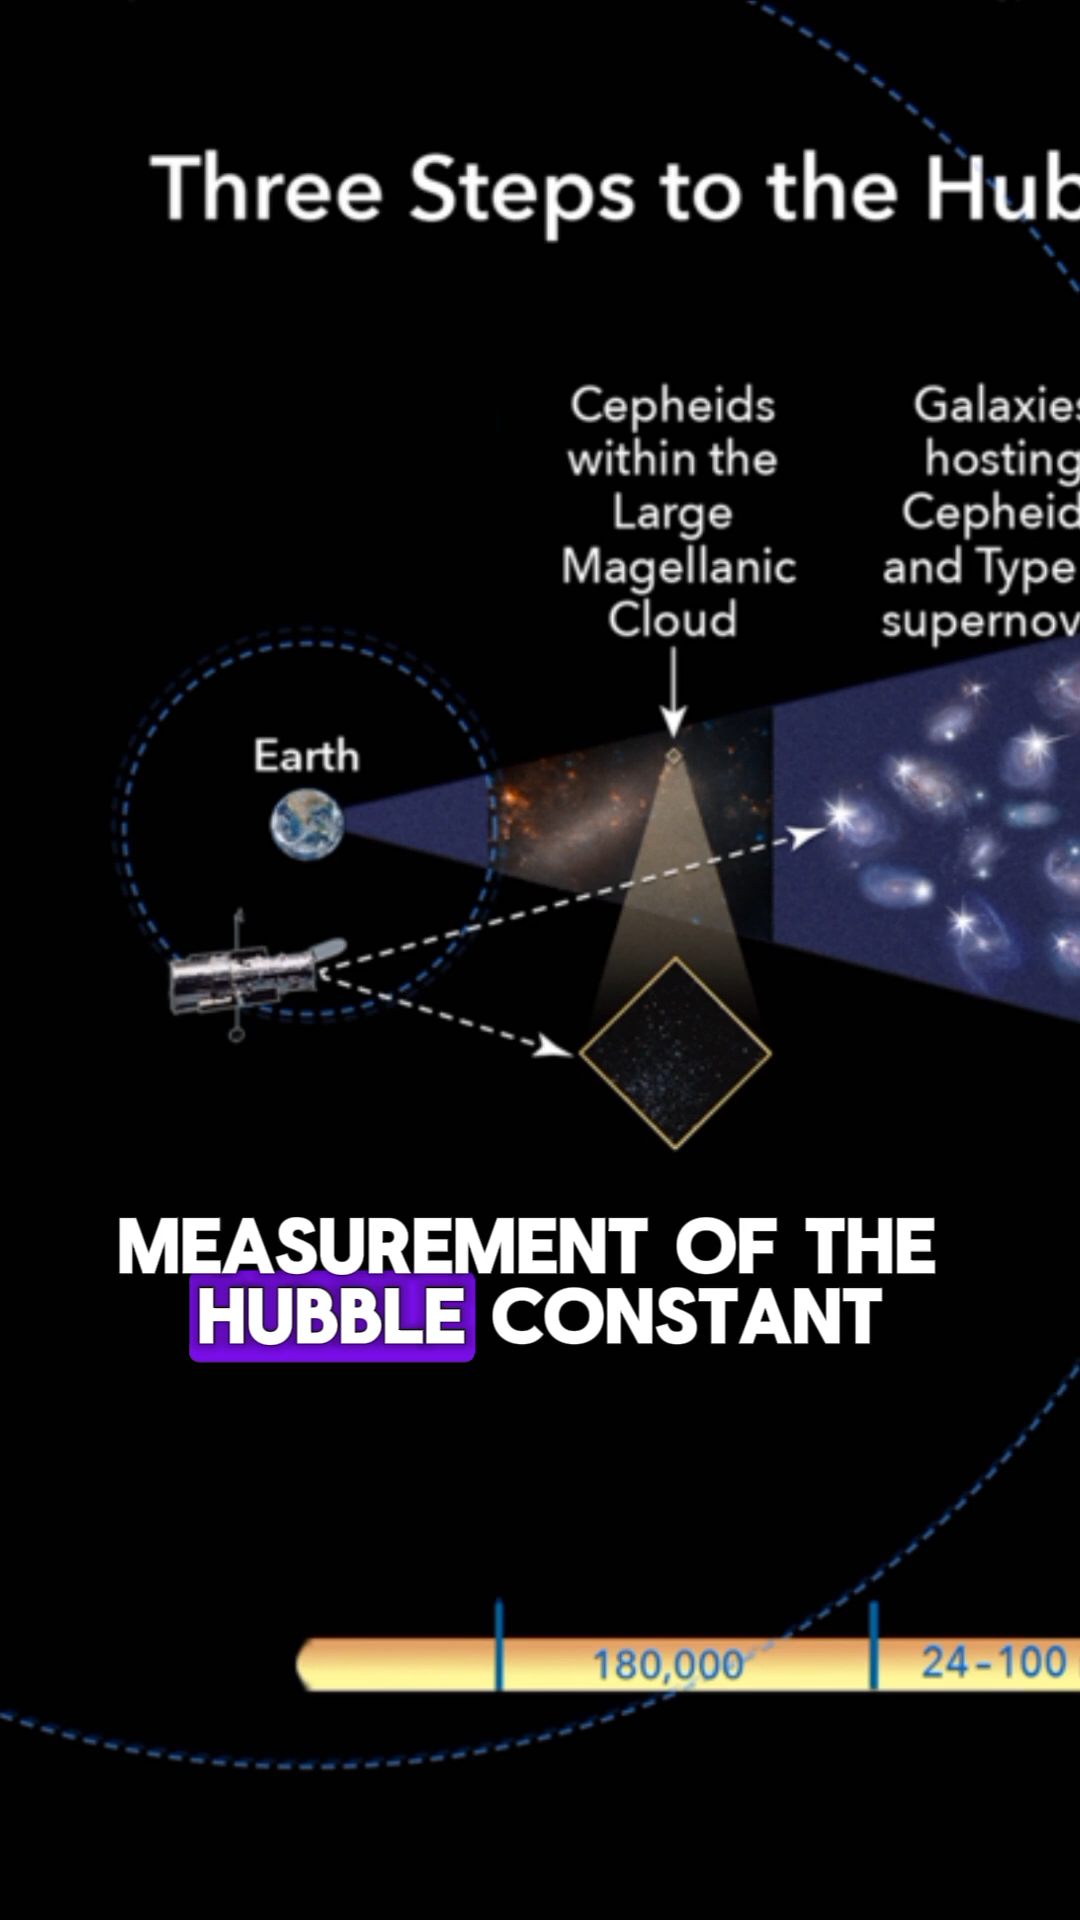 Three Steps to the Hub
Cepheids
within the
Large
Magellanic
Cloud
Galaxies
hosting
Cepheid
and Type
supernov
Earth
MEASUREMENT OF THE
HUBBLE CONSTANT
180,000
24-100